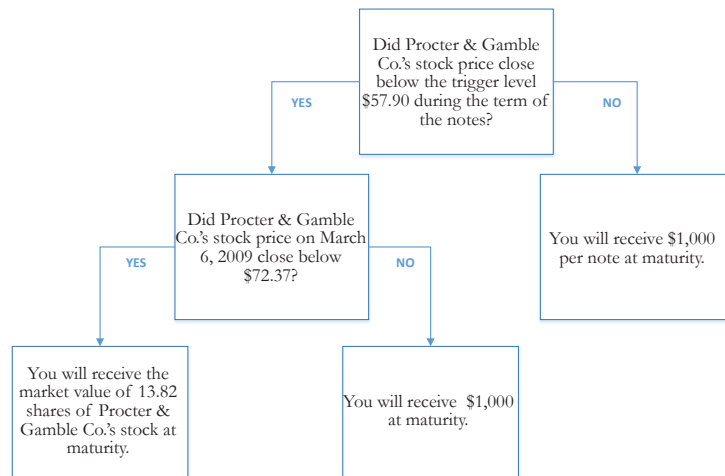 Did Procter & Gamble
Co.'s stock price close
below the trigger level
$57.90 during the term of
the notes?
YES
NO
Did Procter & Gamble
Co.'s stock price on March
6, 2009 close below
$72.37?
You will receive $1,000
per note at maturity.
YES
NO
You will receive the
market value of 13.82
shares of Procter &
Gamble Co.'s stock at
maturity.
You will receive $1,000
at maturity.